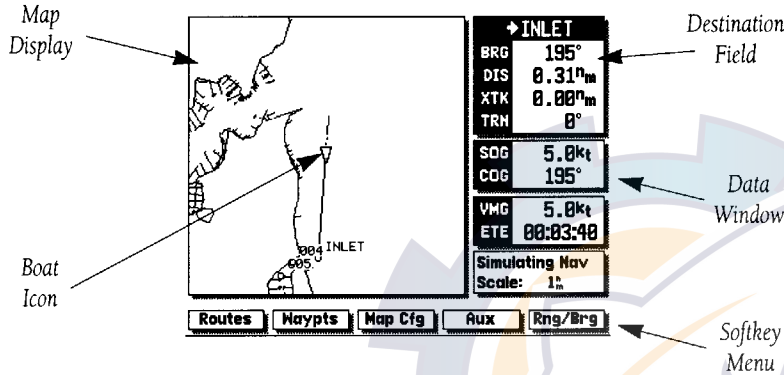 Map
Display
➔INLET
BRG 195°
DIS 0.31nm
XTK 0.00nm
TRN 0°
Destination
Field
SOG 5.0kt
COG 195°
VMG 5.0kt
ETE 00:03:40
Data
Window
INLET
004
005
Simulating Nav
Scale: 1nm
Boat
Icon
Routes Waypts Map Cfg Aux Rng/Brg
Softkey
Menu